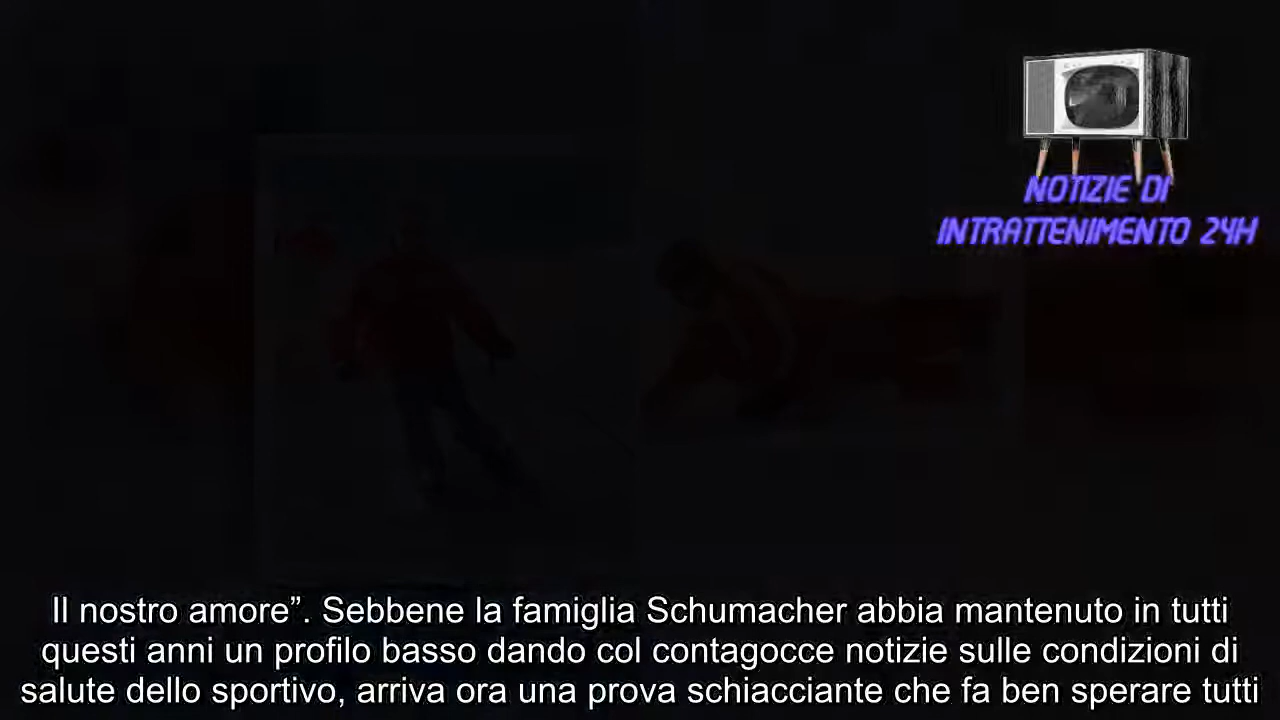 NOTIZIE DI
INTRATTENIMENTO 24H
Il nostro amore”. Sebbene la famiglia Schumacher abbia mantenuto in tutti
questi anni un profilo basso dando col contagocce notizie sulle condizioni di
salute dello sportivo, arriva ora una prova schiacciante che fa ben sperare tutti